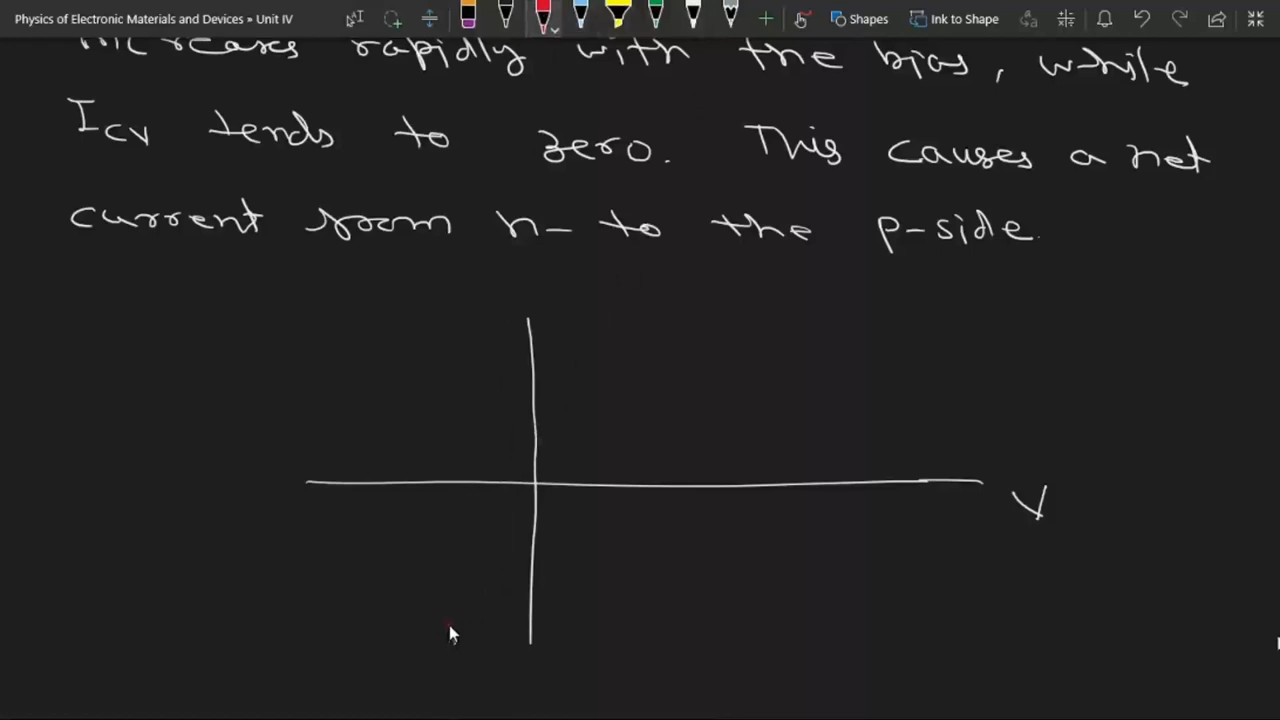 Physics of Electronic Materials and Devices » Unit IV
Shapes
Ink to Shape
increases rapidly with the bias, while
Icv tends to zero. This causes a net
current from n- to the p-side.
V